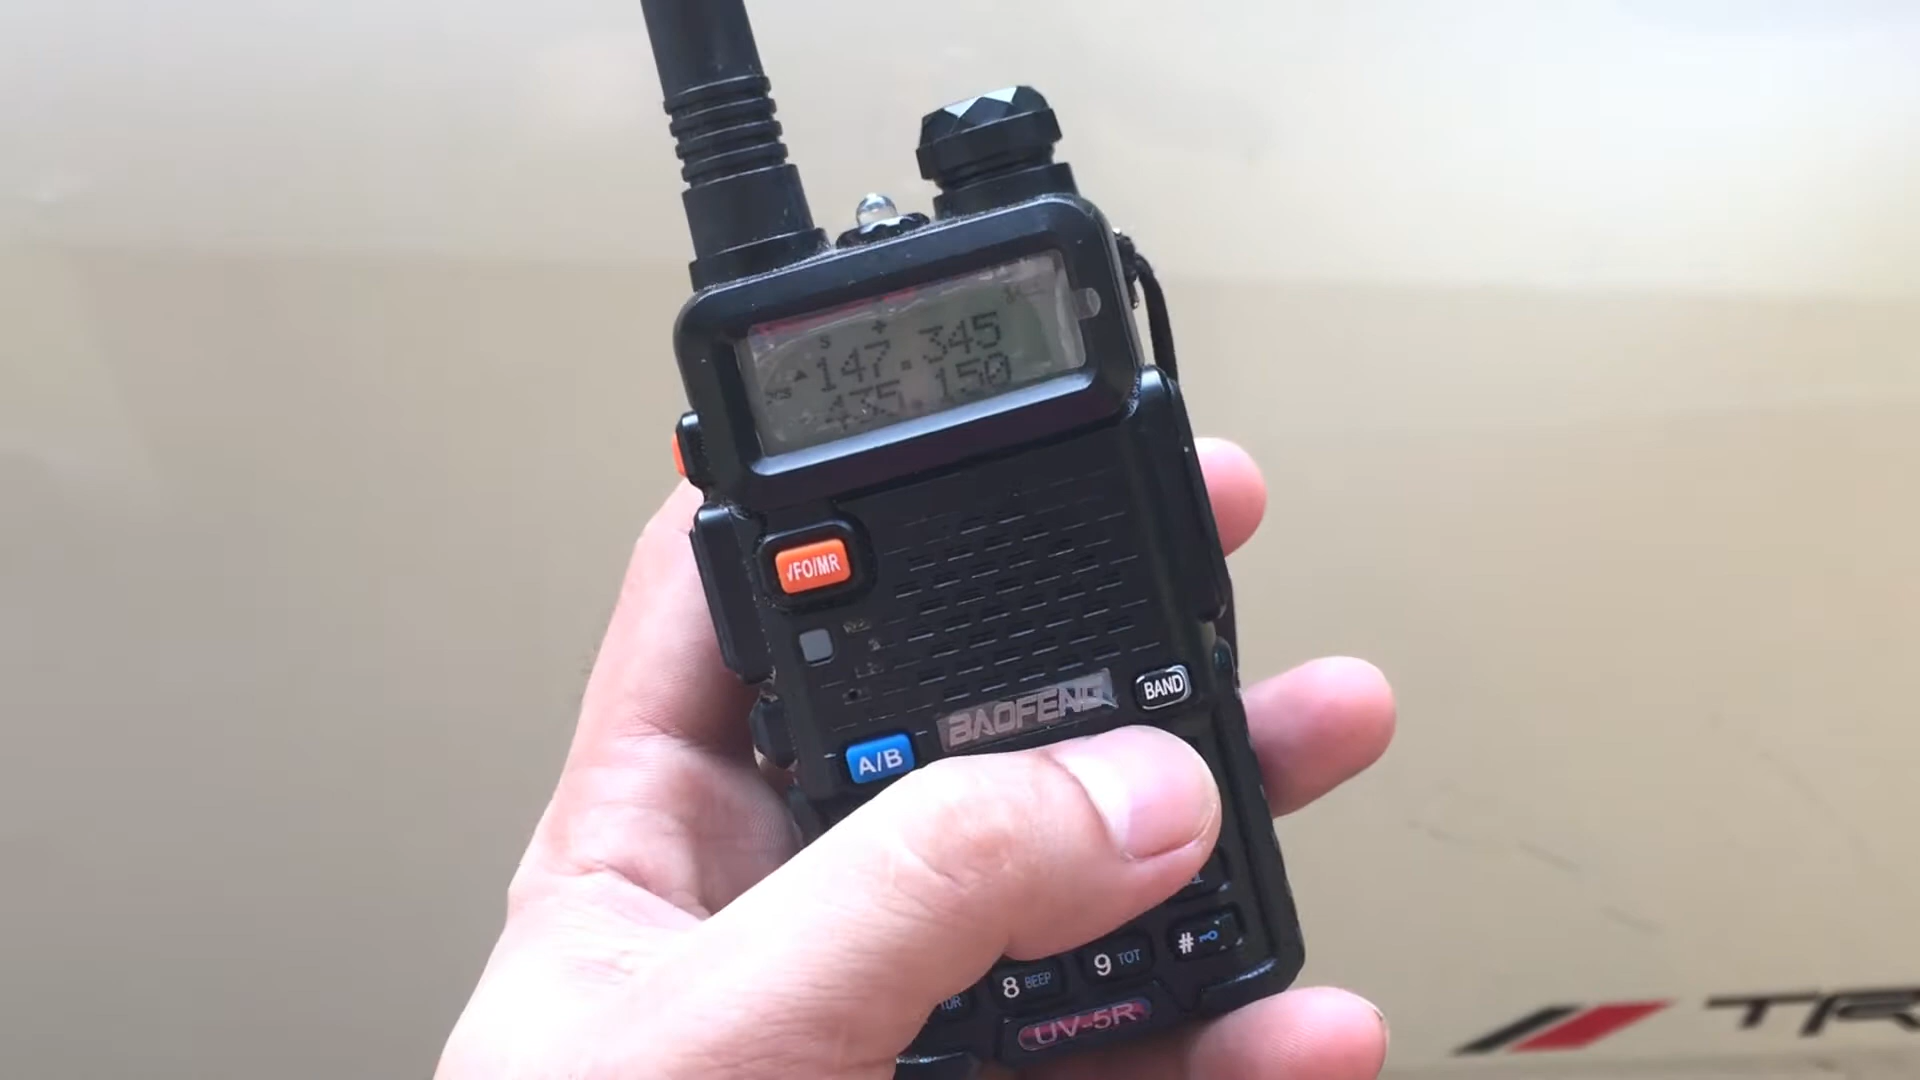 S +
147.345
435.150
VFO/MR
BAOFENG
BAND
A/B
# 
8 BEEP
9 TOT
UV-5R